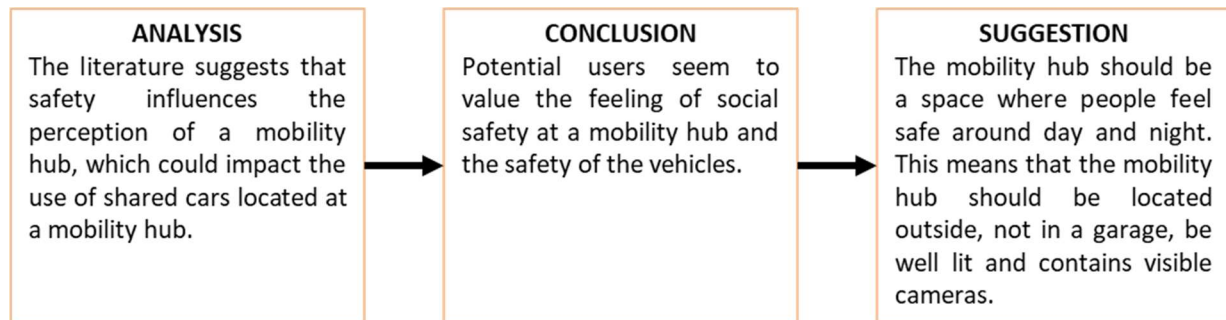 ANALYSIS
The literature suggests that
safety influences the
perception of a mobility
hub, which could impact the
use of shared cars located at
a mobility hub.
CONCLUSION
Potential users seem to
value the feeling of social
safety at a mobility hub and
the safety of the vehicles.
SUGGESTION
The mobility hub should be
a space where people feel
safe around day and night.
This means that the mobility
hub should be located
outside, not in a garage, be
well lit and contains visible
cameras.